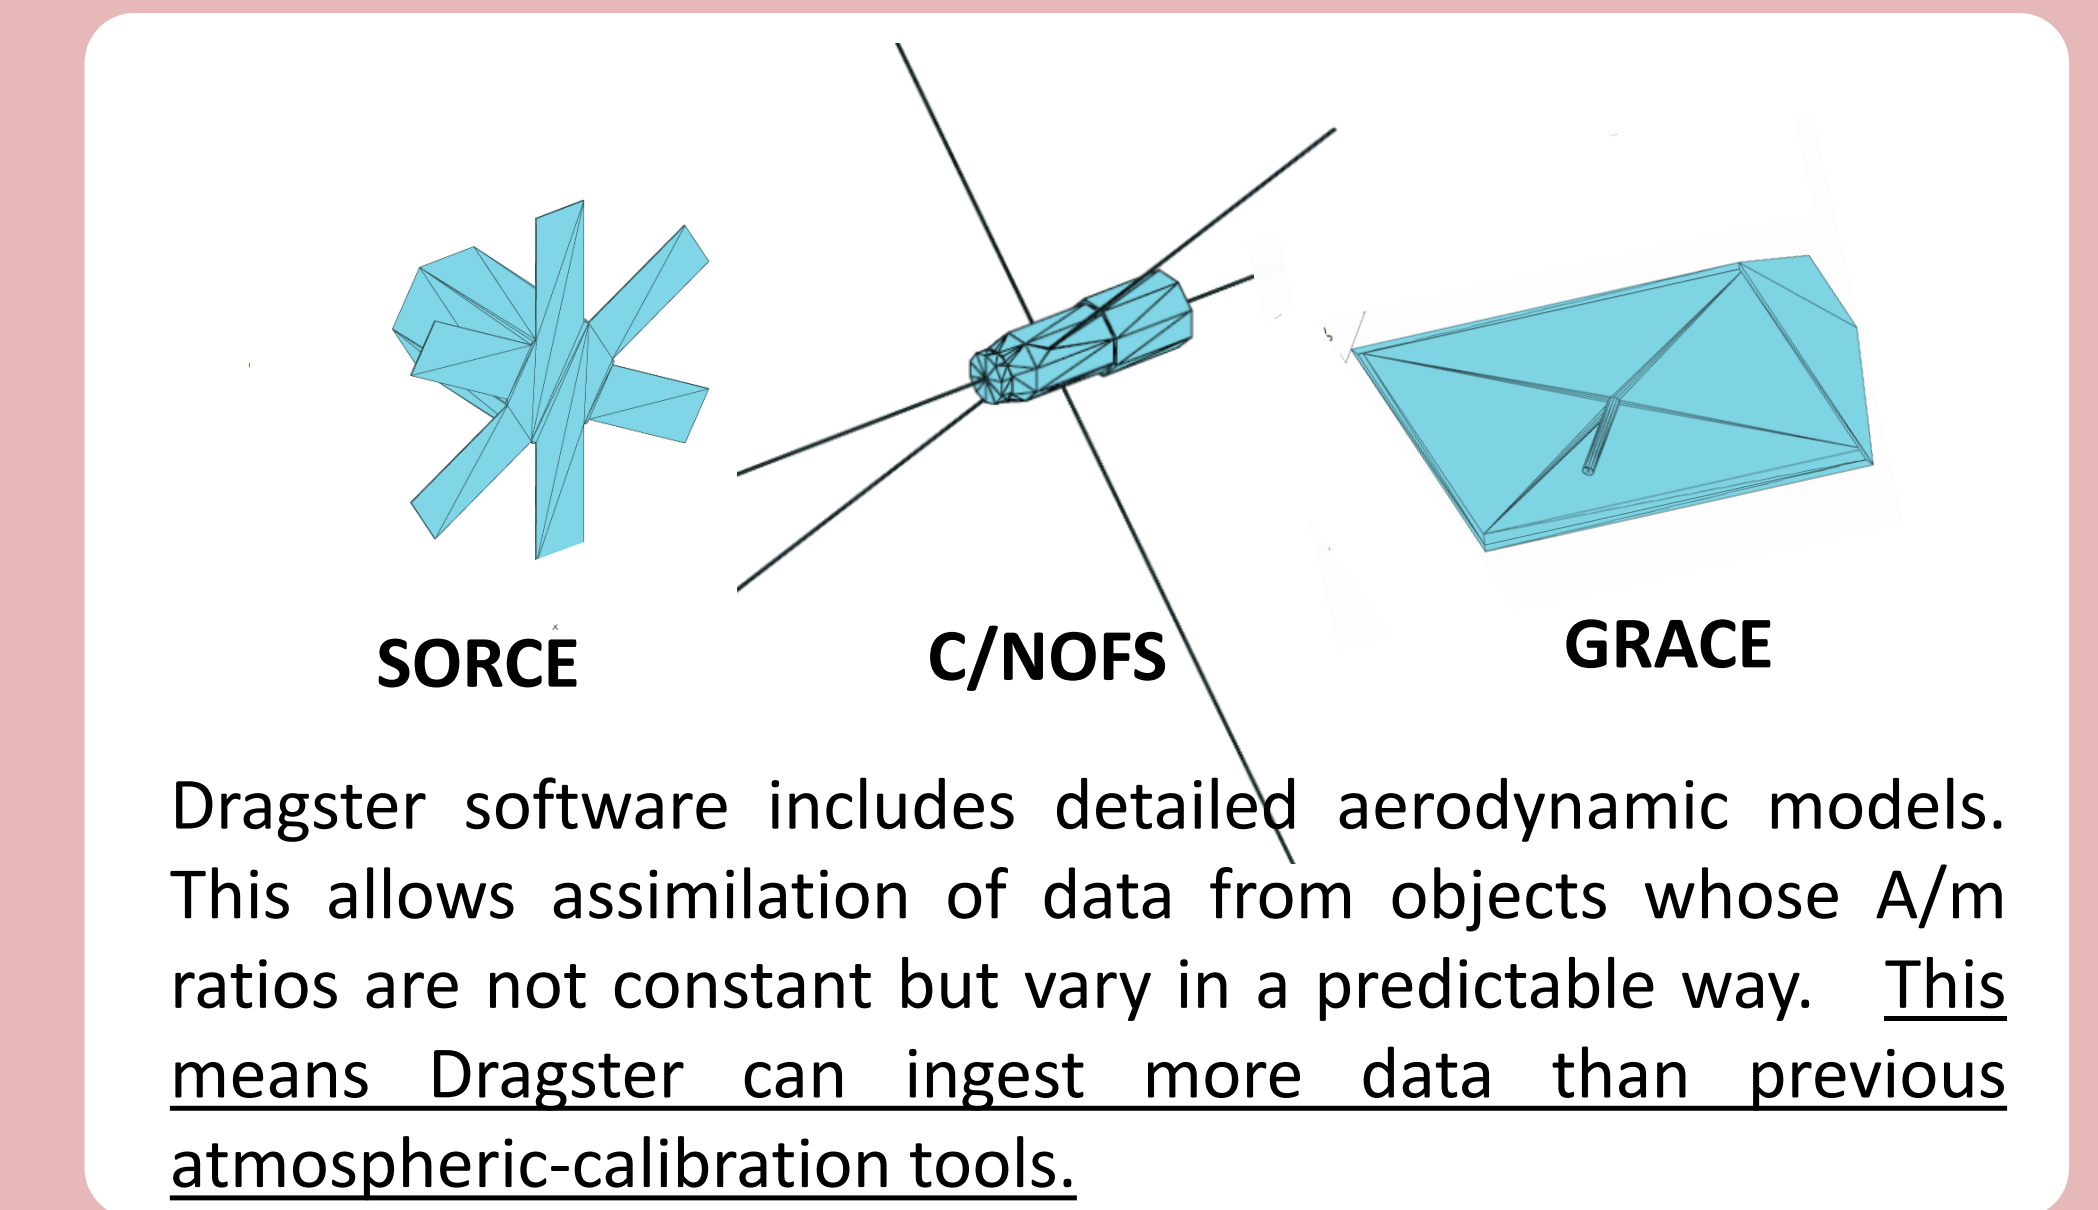 SORCE
C/NOFS
GRACE
Dragster software includes detailed aerodynamic models.
This allows assimilation of data from objects whose A/m
ratios are not constant but vary in a predictable way. This
means Dragster can ingest more data than previous
atmospheric-calibration tools.